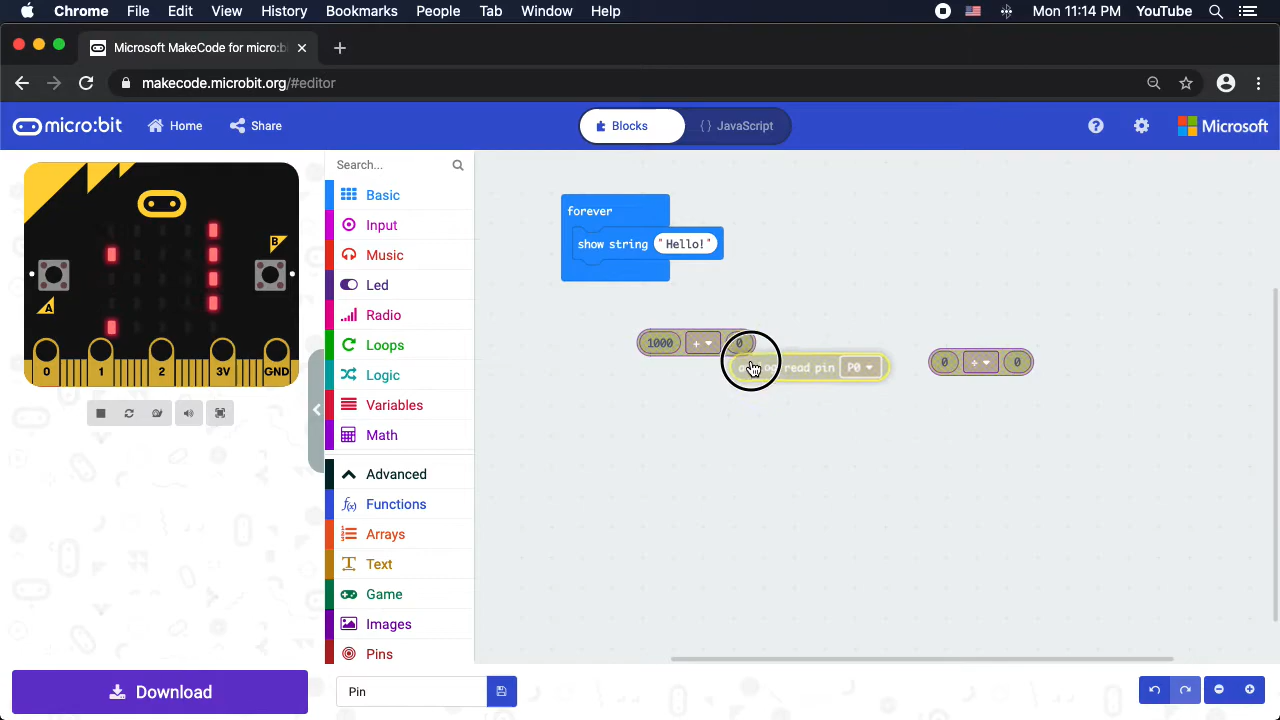 Chrome File Edit View History Bookmarks People Tab Window Help Mon 11:14 PM YouTube
Microsoft MakeCode for micro:b
makecode.microbit.org/#editor
micro:bit Home Share Blocks { } JavaScript Microsoft
Search...
Basic
Input
Music
Led
Radio
Loops
Logic
Variables
Math
Advanced
Functions
Arrays
Text
Game
Images
Pins
forever
show string "Hello!"
1000 ÷ 0
read pin P0
0 ÷ 0
B
A
0 1 2 3V GND
Download
Pin